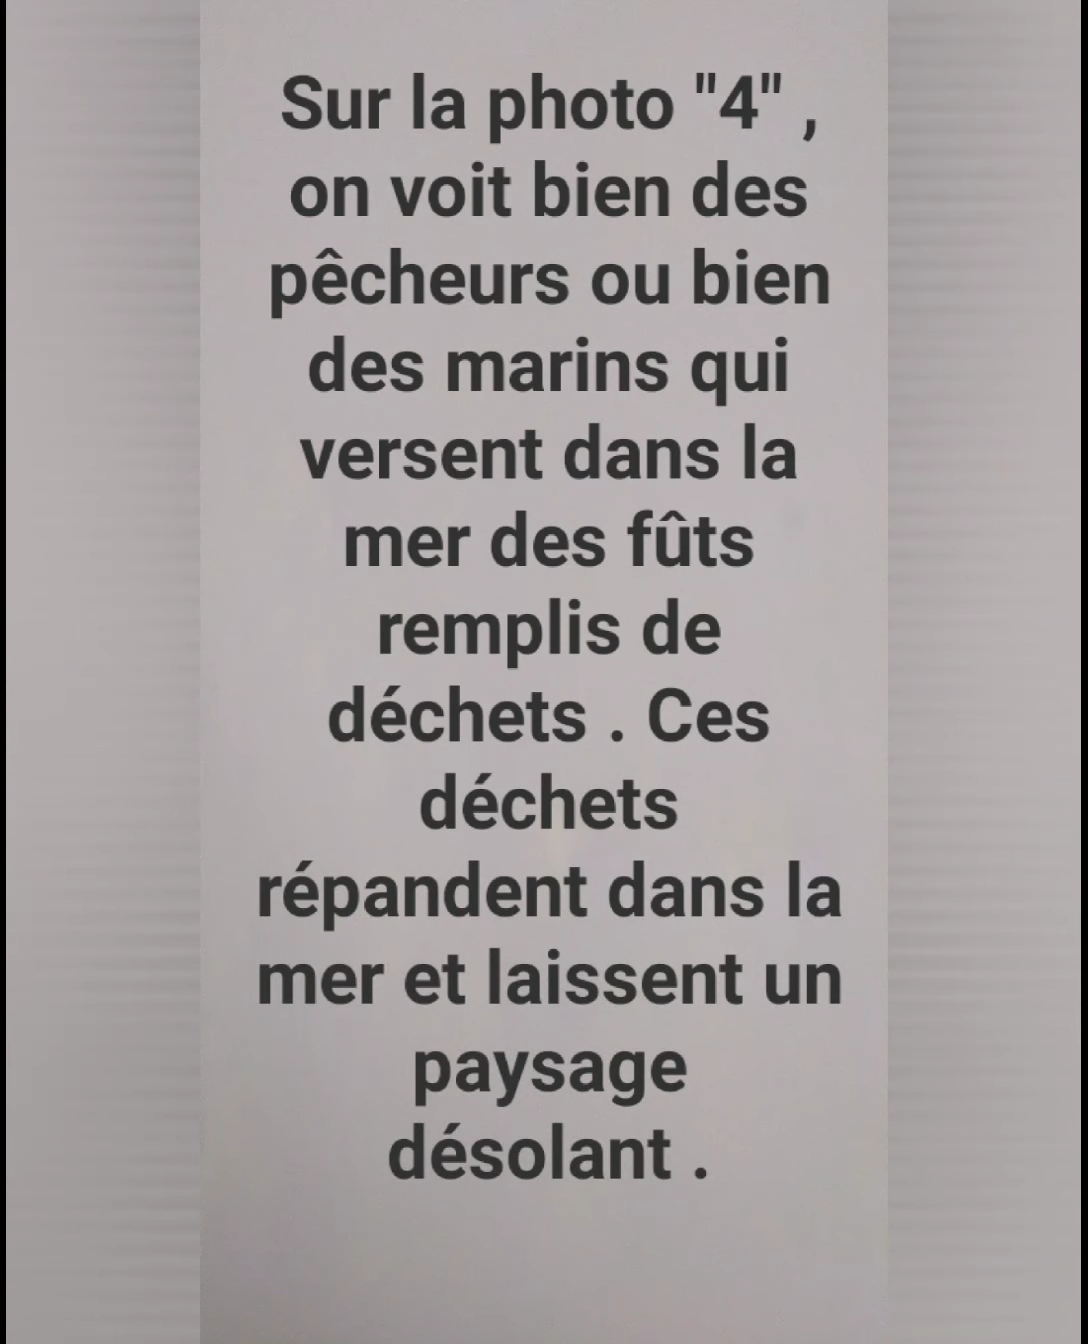 Sur la photo "4" ,
on voit bien des
pêcheurs ou bien
des marins qui
versent dans la
mer des fûts
remplis de
déchets . Ces
déchets
répandent dans la
mer et laissent un
paysage
désolant .